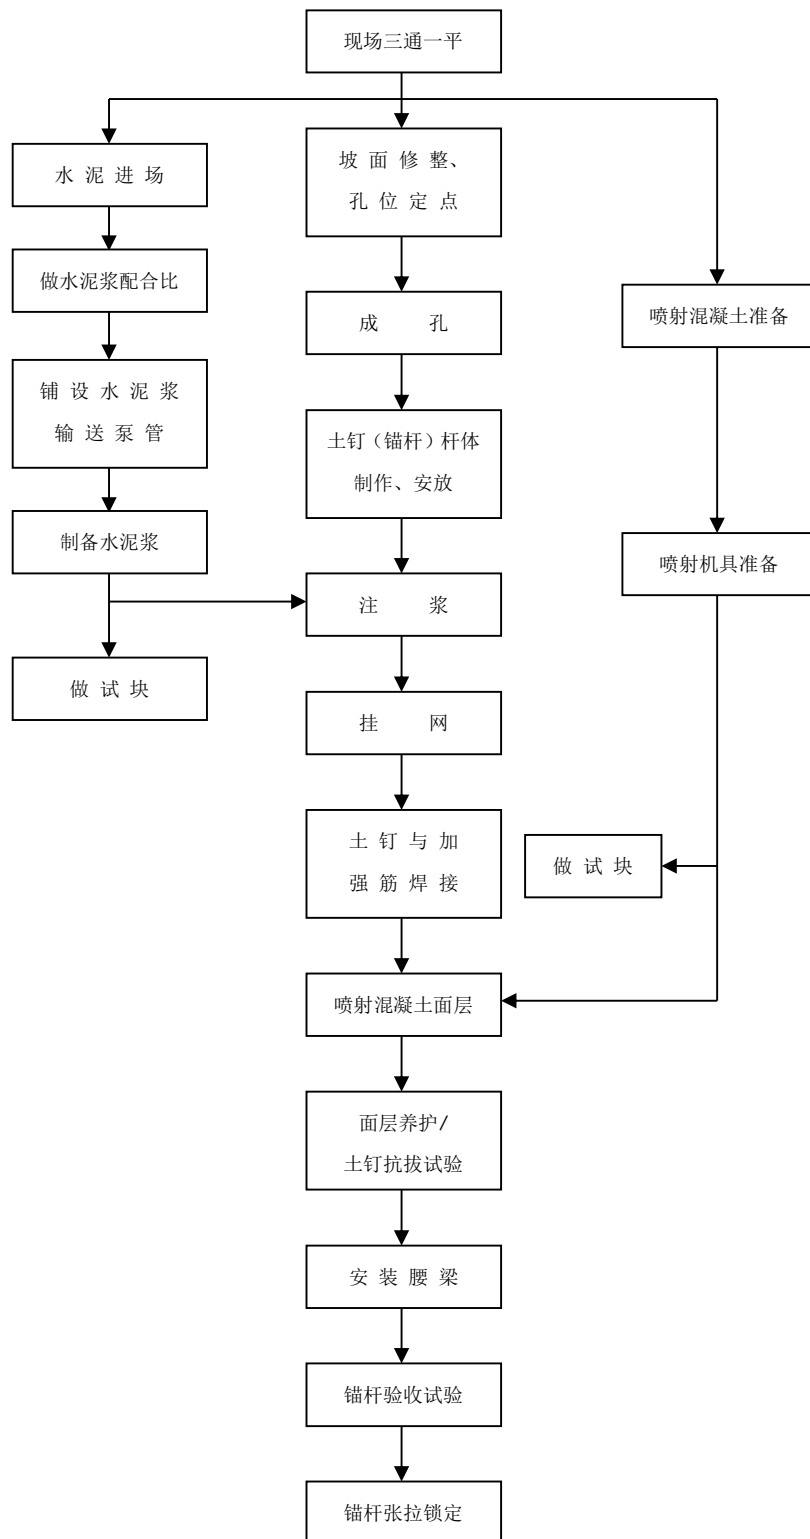 现场三通一平
水 泥 进 场
坡 面 修 整、
孔 位 定 点
做水泥浆配合比
成 孔
喷射混凝土准备
铺 设 水 泥 浆
输 送 泵 管
土钉（锚杆）杆体
制作、安放
制备水泥浆
喷射机具准备
注 浆
做 试 块
挂 网
土 钉 与 加
强 筋 焊 接
做 试 块
喷射混凝土面层
面层养护/
土钉抗拔试验
安 装 腰 梁
锚杆验收试验
锚杆张拉锁定